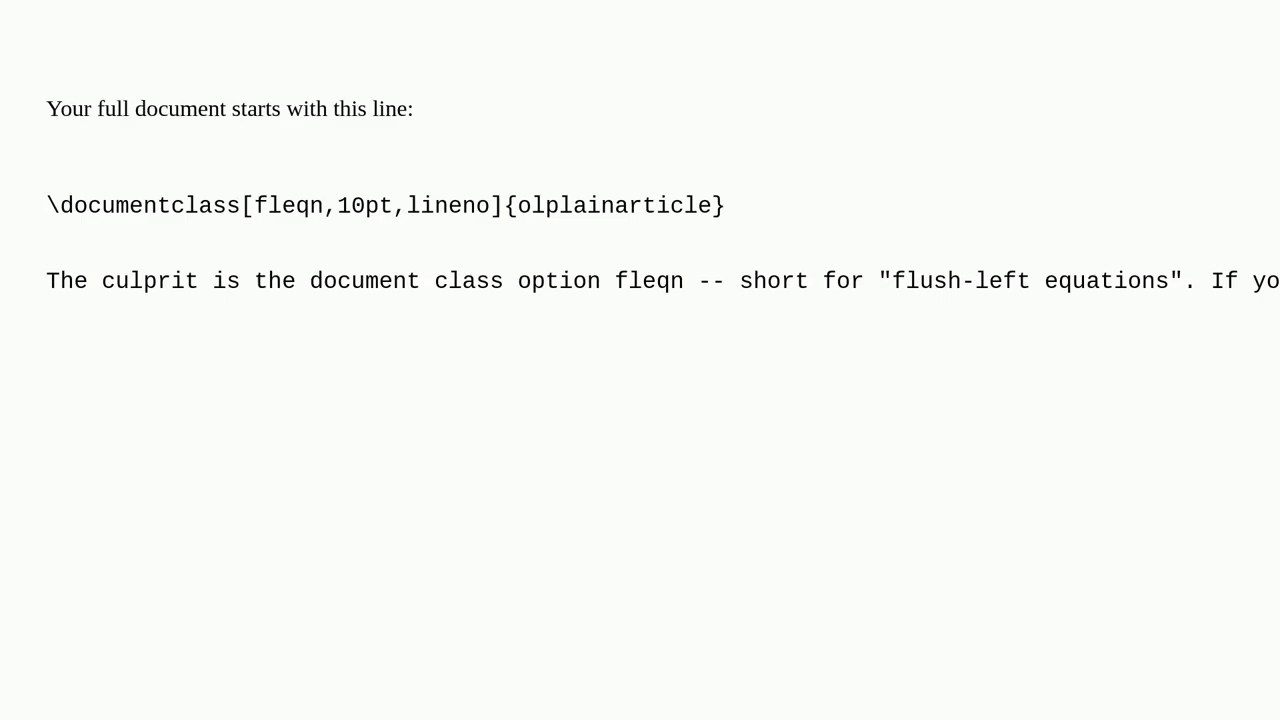 Your full document starts with this line:
\documentclass[fleqn,10pt,lineno]{olplainarticle}
The culprit is the document class option fleqn -- short for "flush-left equations". If yo